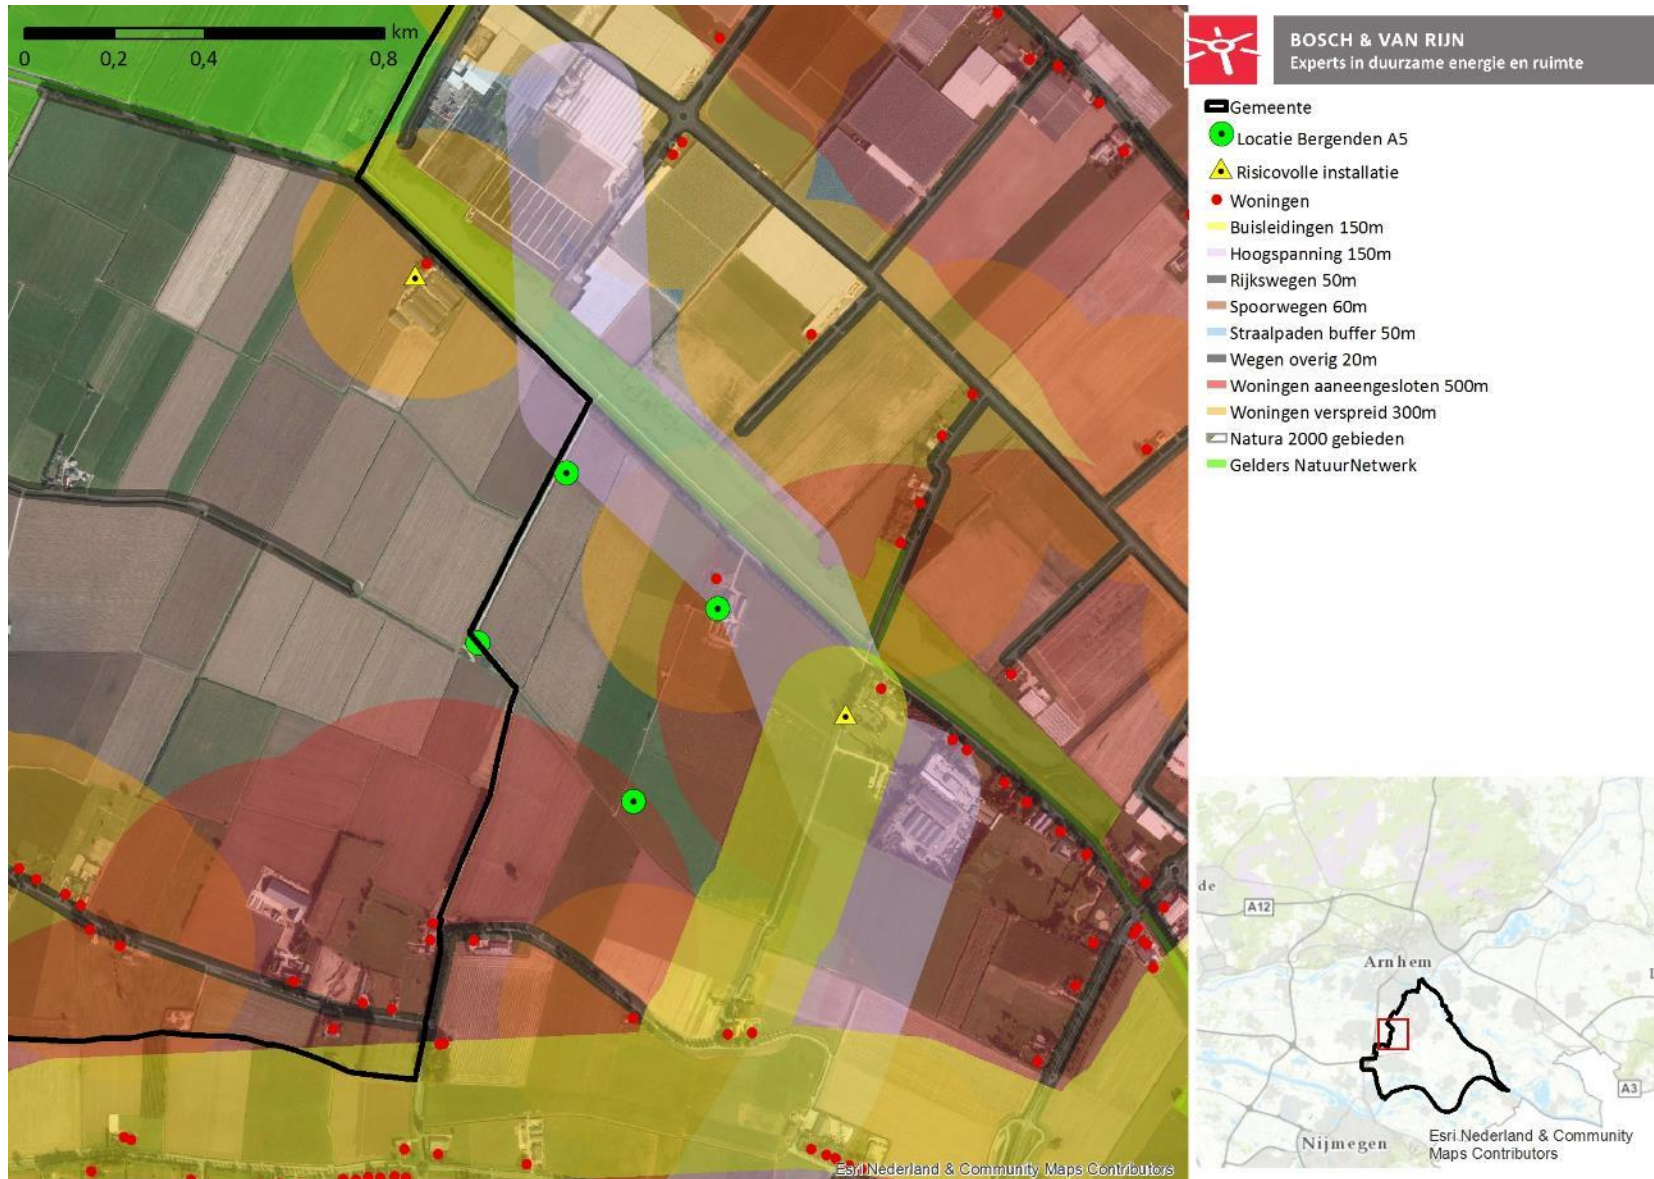 km
0
0,2
0,4
0,8
BOSCH & VAN RIJN
Experts in duurzame energie en ruimte
Gemeente
Locatie Bergenden A5
Risicovolle installatie
Woningen
Buisleidingen 150m
Hoogspanning 150m
Rijkswegen 50m
Spoorwegen 60m
Straalpaden buffer 50m
Wegen overig 20m
Woningen aaneengesloten 500m
Woningen verspreid 300m
Natura 2000 gebieden
Gelders NatuurNetwerk
de
A12
Arnhem
A3
Nijmegen
Esri Nederland & Community
Maps Contributors
Esri Nederland & Community Maps Contributors